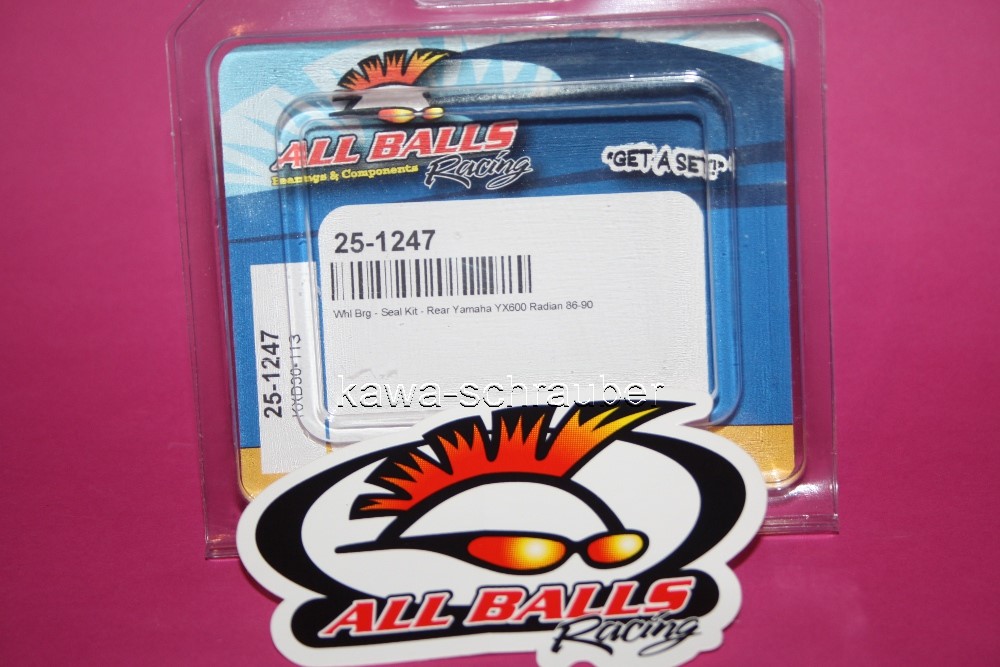 ALL BALLS
Racing
Bearings & Components
"GET A SET!"
25-1247
Whl Brg - Seal Kit - Rear Yamaha YX600 Radian 86-90
25-1247
kawa-schrauber
ALL BALLS
Racing